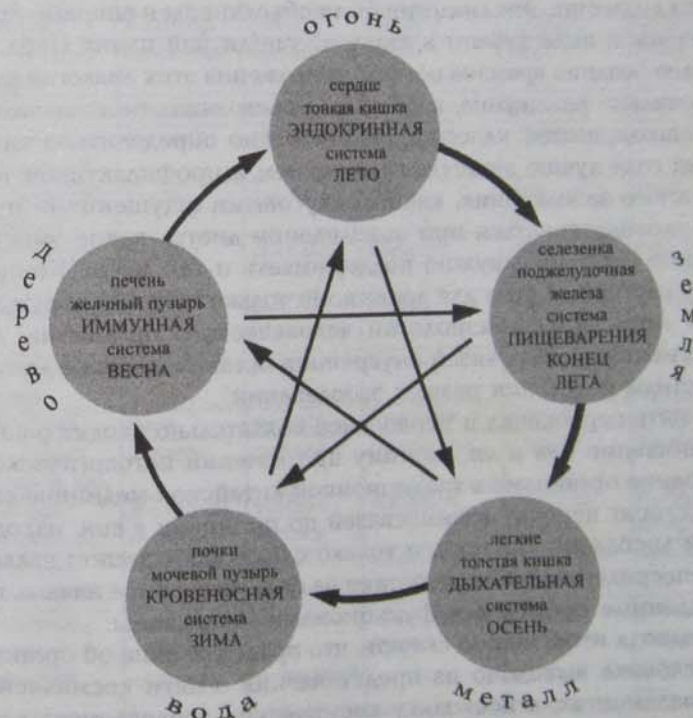 огонь
сердце
тонкая кишка
ЭНДОКРИННАЯ
система
ЛЕТО
дерево
печень
желчный пузырь
ИММУННАЯ
система
ВЕСНА
селезенка
поджелудочная
железа
система
ПИЩЕВАРЕНИЯ
КОНЕЦ
ЛЕТА
земля
почки
мочевой пузырь
КРОВЕНОСНАЯ
система
ЗИМА
вода
легкие
толстая кишка
ДЫХАТЕЛЬНАЯ
система
ОСЕНЬ
металл